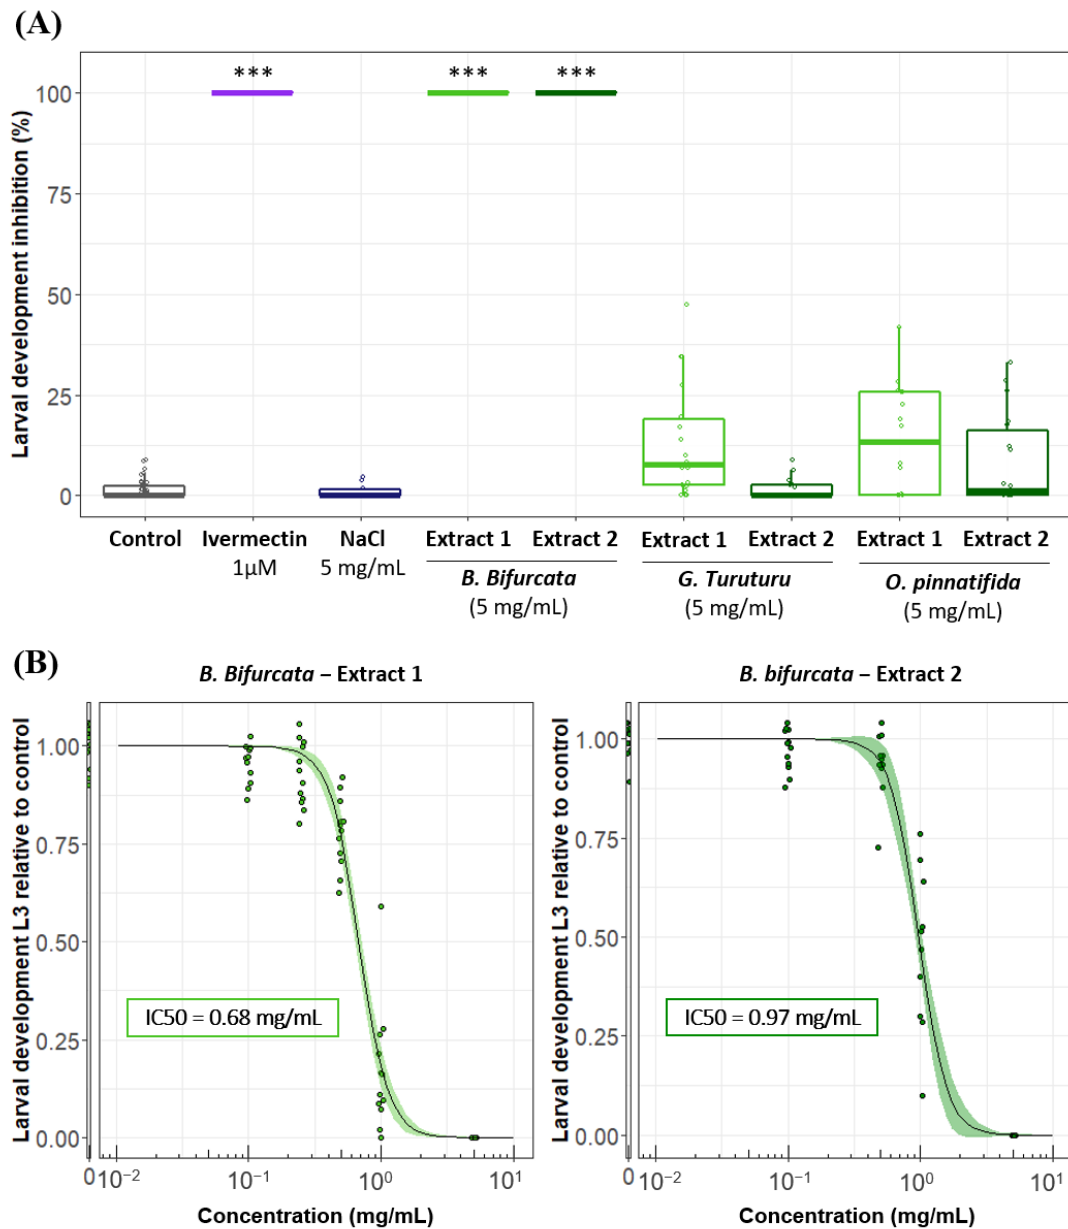 (A)
*** *** ***
Larval development inhibition (%)
100
75
50
25
0
Control Ivermectin NaCl Extract 1 Extract 2 Extract 1 Extract 2 Extract 1 Extract 2
1µM 5 mg/mL B. Bifurcata G. Turuturu O. pinnatifida
(5 mg/mL) (5 mg/mL) (5 mg/mL)
(B)
B. Bifurcata – Extract 1
Larval development L3 relative to control
1.00
0.75
0.50
0.25
0.00
IC50 = 0.68 mg/mL
0 10⁻² 10⁻¹ 10⁰ 10¹
Concentration (mg/mL)
B. bifurcata – Extract 2
Larval development L3 relative to control
1.00
0.75
0.50
0.25
0.00
IC50 = 0.97 mg/mL
0 10⁻² 10⁻¹ 10⁰ 10¹
Concentration (mg/mL)